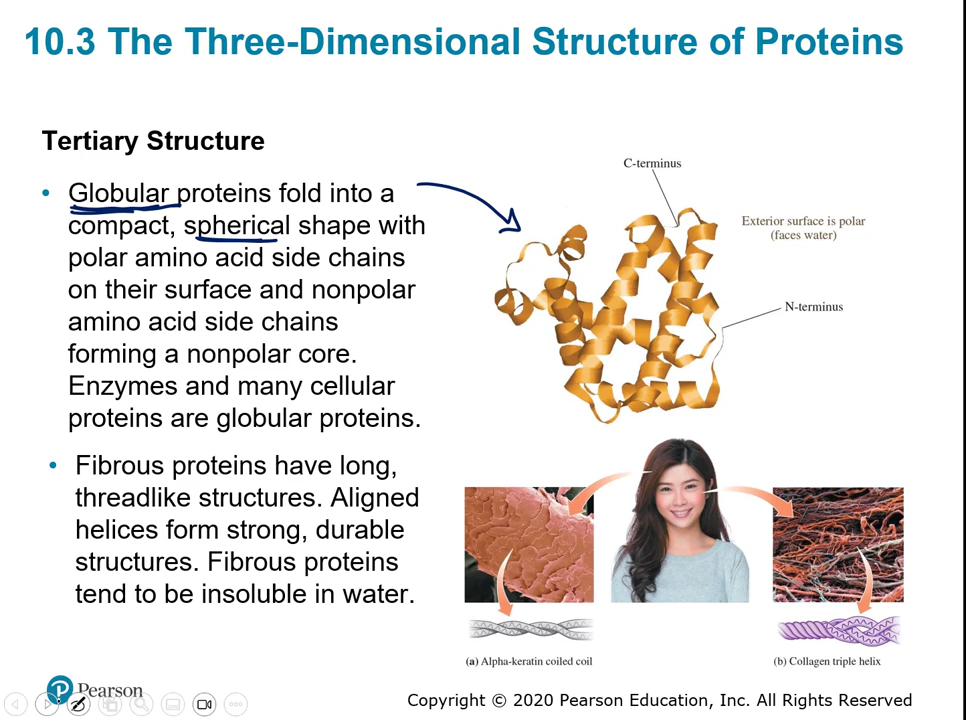 10.3 The Three-Dimensional Structure of Proteins
Tertiary Structure
• Globular proteins fold into a
compact, spherical shape with
polar amino acid side chains
on their surface and nonpolar
amino acid side chains
forming a nonpolar core.
Enzymes and many cellular
proteins are globular proteins.
• Fibrous proteins have long,
threadlike structures. Aligned
helices form strong, durable
structures. Fibrous proteins
tend to be insoluble in water.
C-terminus
Exterior surface is polar
(faces water)
N-terminus
(a) Alpha-keratin coiled coil
(b) Collagen triple helix
Pearson
Copyright © 2020 Pearson Education, Inc. All Rights Reserved